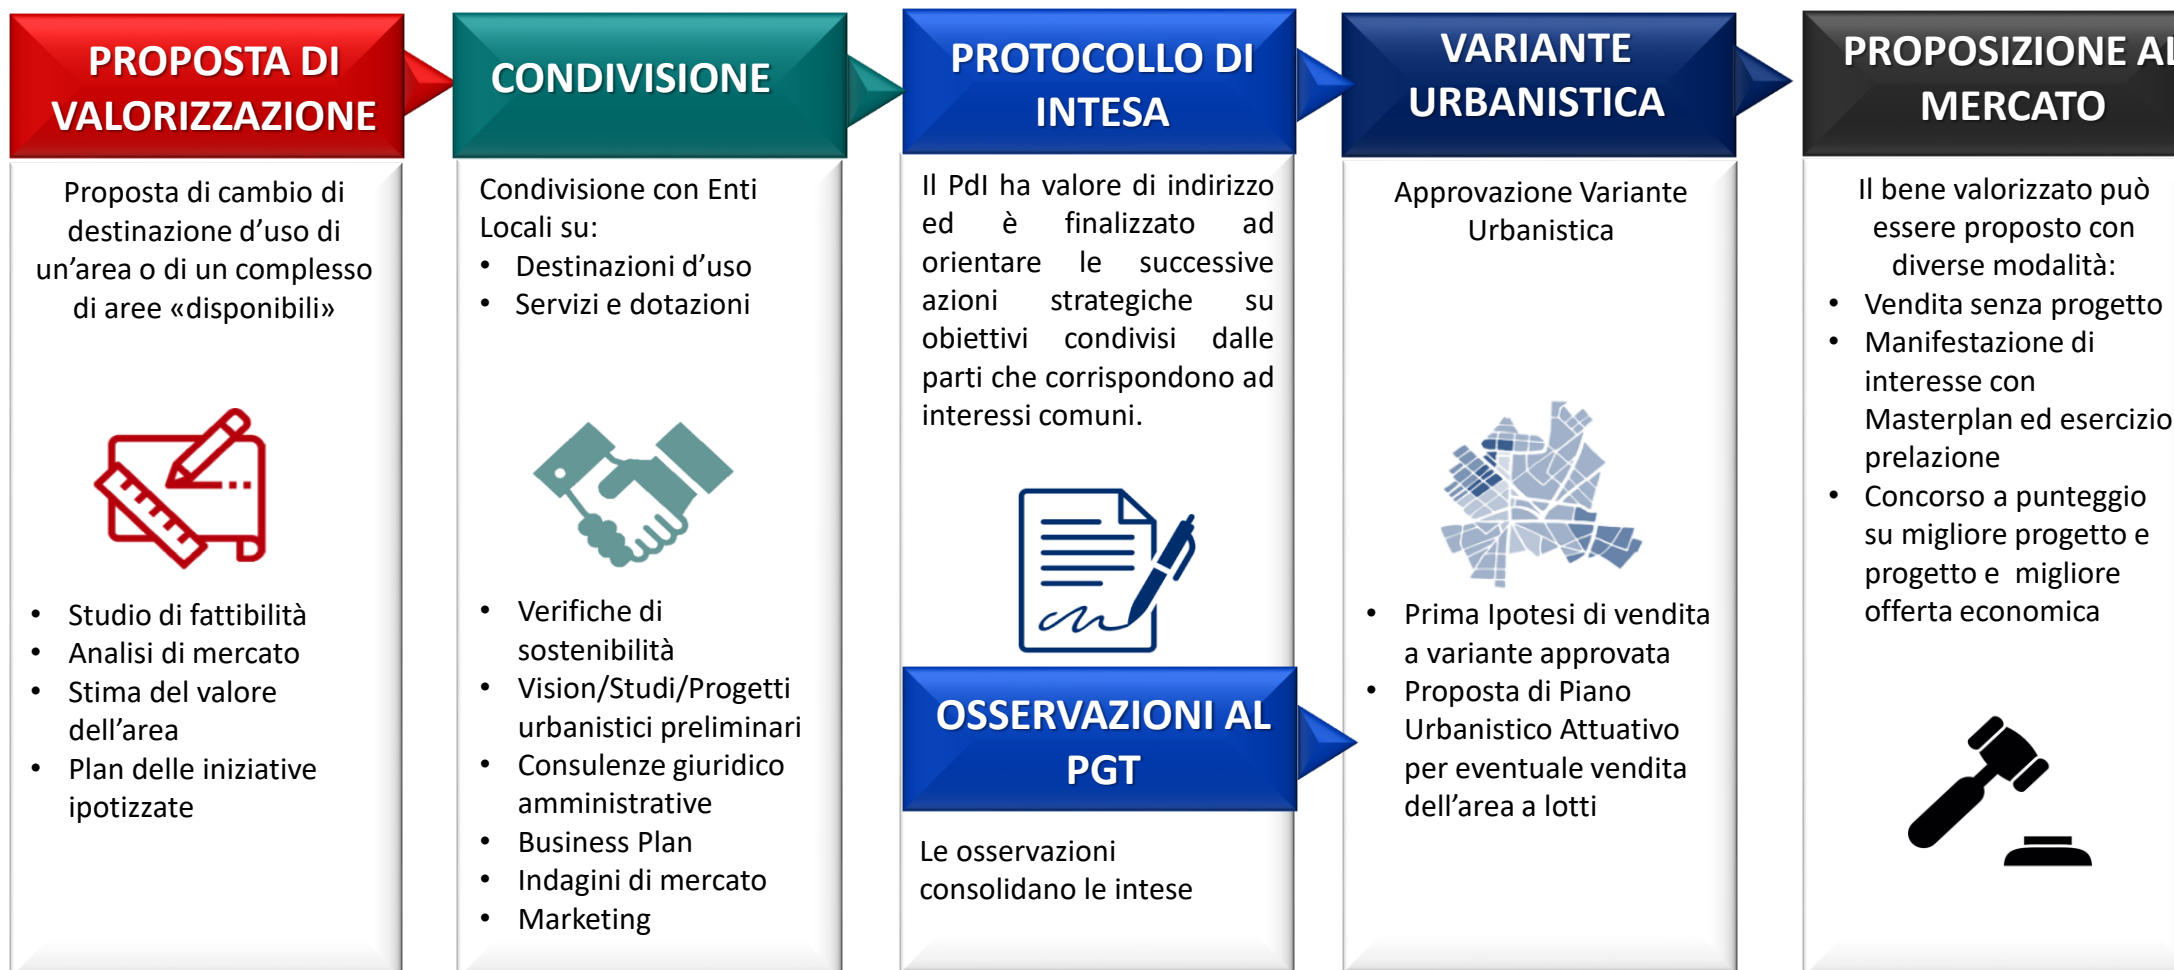 PROPOSTA DI
VALORIZZAZIONE
Proposta di cambio di
destinazione d’uso di
un’area o di un complesso
di aree «disponibili»
• Studio di fattibilità
• Analisi di mercato
• Stima del valore
dell’area
• Plan delle iniziative
ipotizzate
CONDIVISIONE
Condivisione con Enti
Locali su:
• Destinazioni d’uso
• Servizi e dotazioni
• Verifiche di
sostenibilità
• Vision/Studi/Progetti
urbanistici preliminari
• Consulenze giuridico
amministrative
• Business Plan
• Indagini di mercato
• Marketing
PROTOCOLLO DI
INTESA
Il PdI ha valore di indirizzo
ed è finalizzato ad
orientare le successive
azioni strategiche su
obiettivi condivisi dalle
parti che corrispondono ad
interessi comuni.
OSSERVAZIONI AL
PGT
Le osservazioni
consolidano le intese
VARIANTE
URBANISTICA
Approvazione Variante
Urbanistica
• Prima Ipotesi di vendita
a variante approvata
• Proposta di Piano
Urbanistico Attuativo
per eventuale vendita
dell’area a lotti
PROPOSIZIONE AL
MERCATO
Il bene valorizzato può
essere proposto con
diverse modalità:
• Vendita senza progetto
• Manifestazione di
interesse con
Masterplan ed esercizio
prelazione
• Concorso a punteggio
su migliore progetto e
progetto e migliore
offerta economica